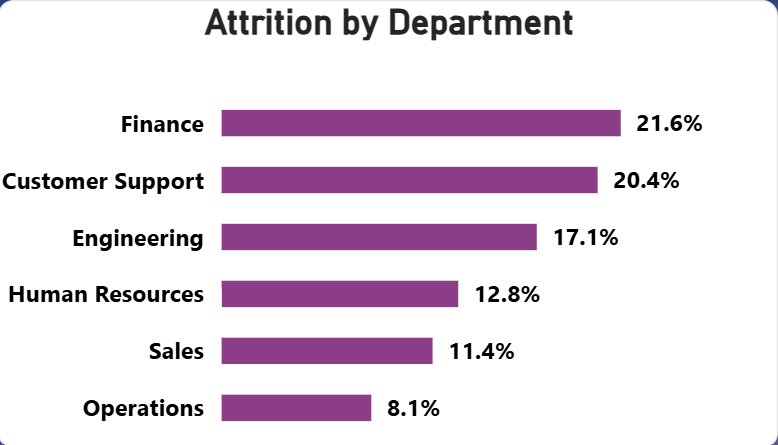 Attrition by Department
Finance 21.6%
Customer Support 20.4%
Engineering 17.1%
Human Resources 12.8%
Sales 11.4%
Operations 8.1%